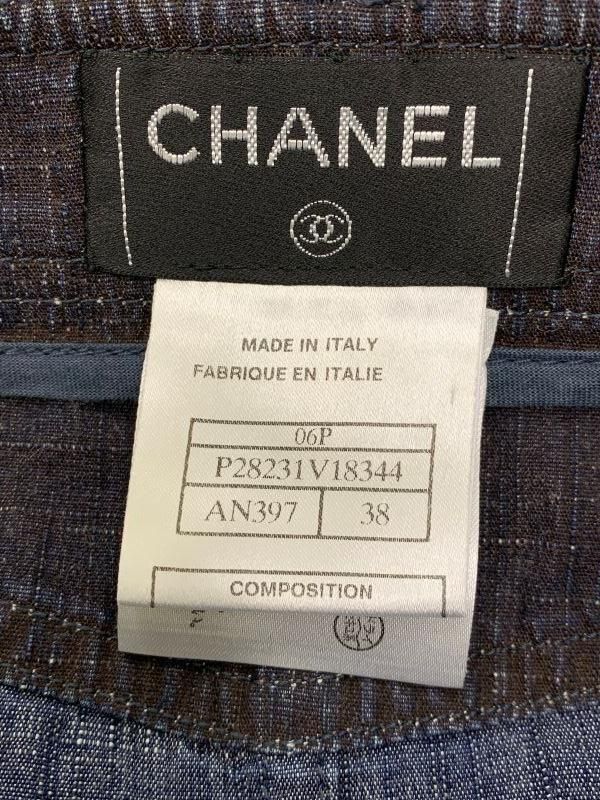 CHANEL
MADE IN ITALY
FABRIQUE EN ITALIE
06P
P28231V18344
AN397 38
COMPOSITION